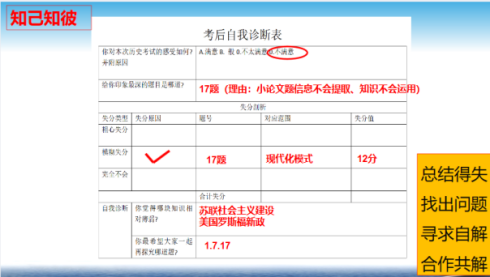 知己知彼
考后自我诊断表
你对本次历史考试的感受如何？
并附原因
A.满意 B. 一般 C.不太满意 D.不满意
给你印象最深的题目是哪道？
17题（理由：小论文题信息不会提取、知识不会运用）
失分剖析
失分类型 失分原因 题号 对应范围 失分值
粗心失分
模糊失分 17题 现代化模式 12分
完全不会
合计失分
自我诊断
你觉得哪块知识相对薄弱？
苏联社会主义建设
美国罗斯福新政
你最希望大家一起再探究哪道题？
1.7.17
总结得失
找出问题
寻求自解
合作共解